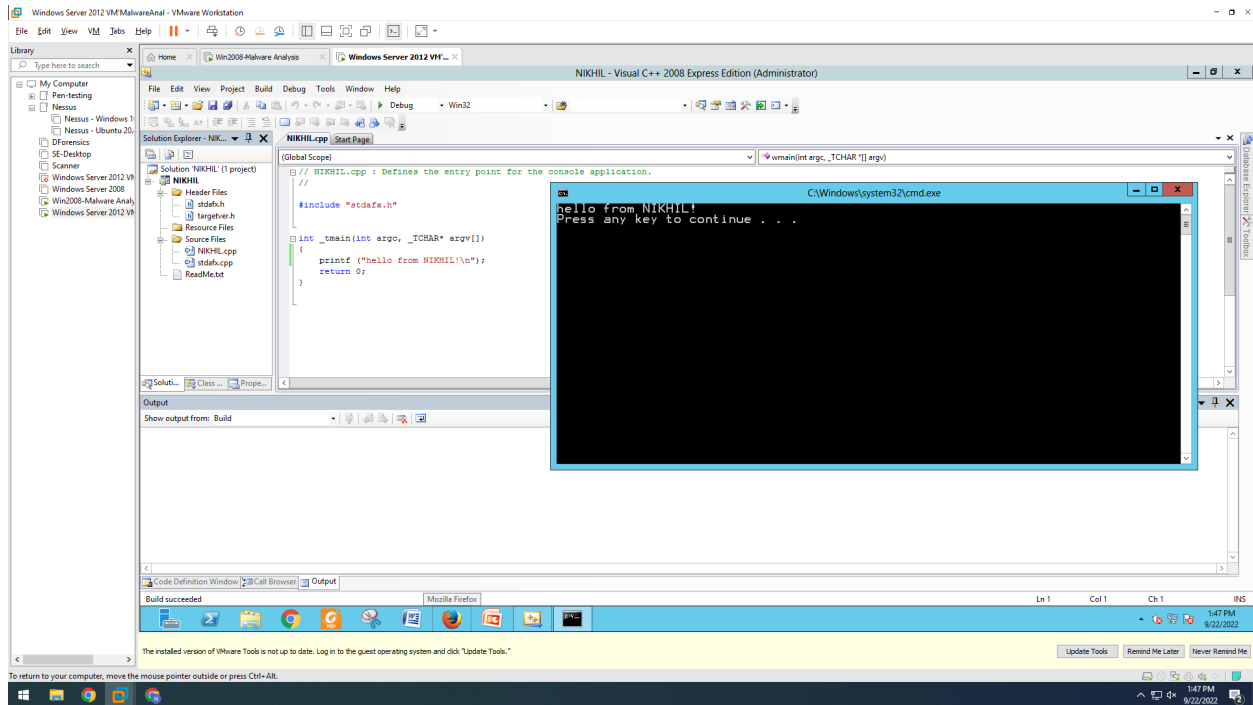 Windows Server 2012 VM'MalwareAnal - VMware Workstation
File Edit View VM Tabs Help
Library
Type here to search
My Computer
Pen-testing
Nessus
Nessus - Windows 1
Nessus - Ubuntu 20.
DForensics
SE-Desktop
Scanner
Windows Server 2012 VM
Windows Server 2008
Win2008-Malware Analy
Windows Server 2012 VM
Home Win2008-Malware Analysis Windows Server 2012 VM'...
NIKHIL - Visual C++ 2008 Express Edition (Administrator)
File Edit View Project Build Debug Tools Window Help
Debug Win32
Solution Explorer - NIK...
Solution 'NIKHIL' (1 project)
NIKHIL
Header Files
stdafx.h
targetver.h
Resource Files
Source Files
NIKHIL.cpp
stdafx.cpp
ReadMe.txt
Soluti... Class ... Prope...
NIKHIL.cpp Start Page
(Global Scope) wmain(int argc, _TCHAR *[] argv)
// NIKHIL.cpp : Defines the entry point for the console application.
//
#include "stdafx.h"
int _tmain(int argc, _TCHAR* argv[])
{
printf ("hello from NIKHIL!\n");
return 0;
}
C:\Windows\system32\cmd.exe
hello from NIKHIL!
Press any key to continue . . .
Database Explorer
Toolbox
Output
Show output from: Build
Code Definition Window Call Browser Output
Build succeeded
Mozilla Firefox
Ln 1 Col 1 Ch 1 INS
1:47 PM
9/22/2022
The installed version of VMware Tools is not up to date. Log in to the guest operating system and click "Update Tools."
Update Tools Remind Me Later Never Remind Me
To return to your computer, move the mouse pointer outside or press Ctrl+Alt.
1:47 PM
9/22/2022